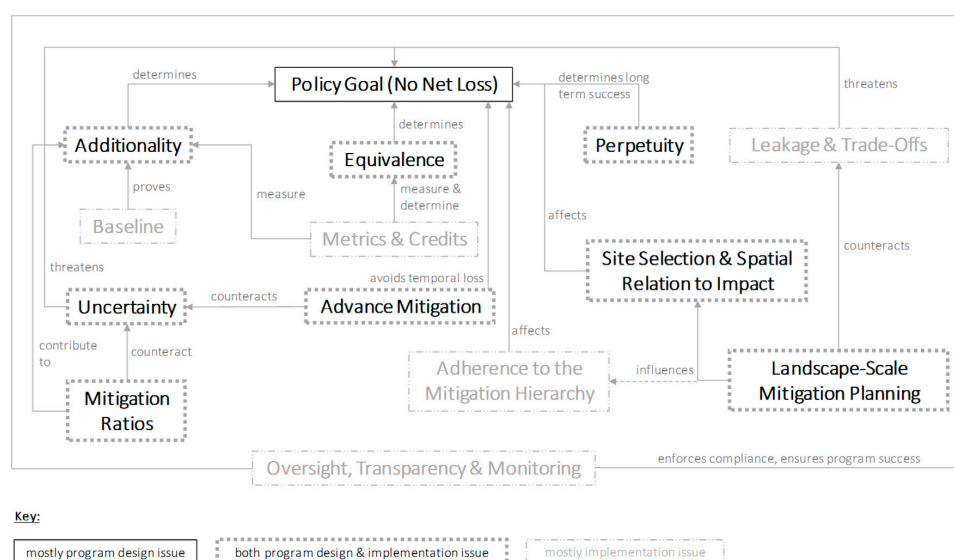 determines
Policy Goal (No Net Loss)
determines long
term success
threatens
Additionality
determines
Equivalence
Perpetuity
Leakage & Trade-Offs
proves
measure
measure &
determine
affects
Baseline
Metrics & Credits
counteracts
Site Selection & Spatial
Relation to Impact
threatens
avoids temporal loss
Uncertainty
counteracts
Advance Mitigation
contribute
to
counteract
affects
Adherence to the
Mitigation Hierarchy
influences
Landscape-Scale
Mitigation Planning
Mitigation
Ratios
Oversight, Transparency & Monitoring
enforces compliance, ensures program success
Key:
mostly program design issue
both program design & implementation issue
mostly implementation issue